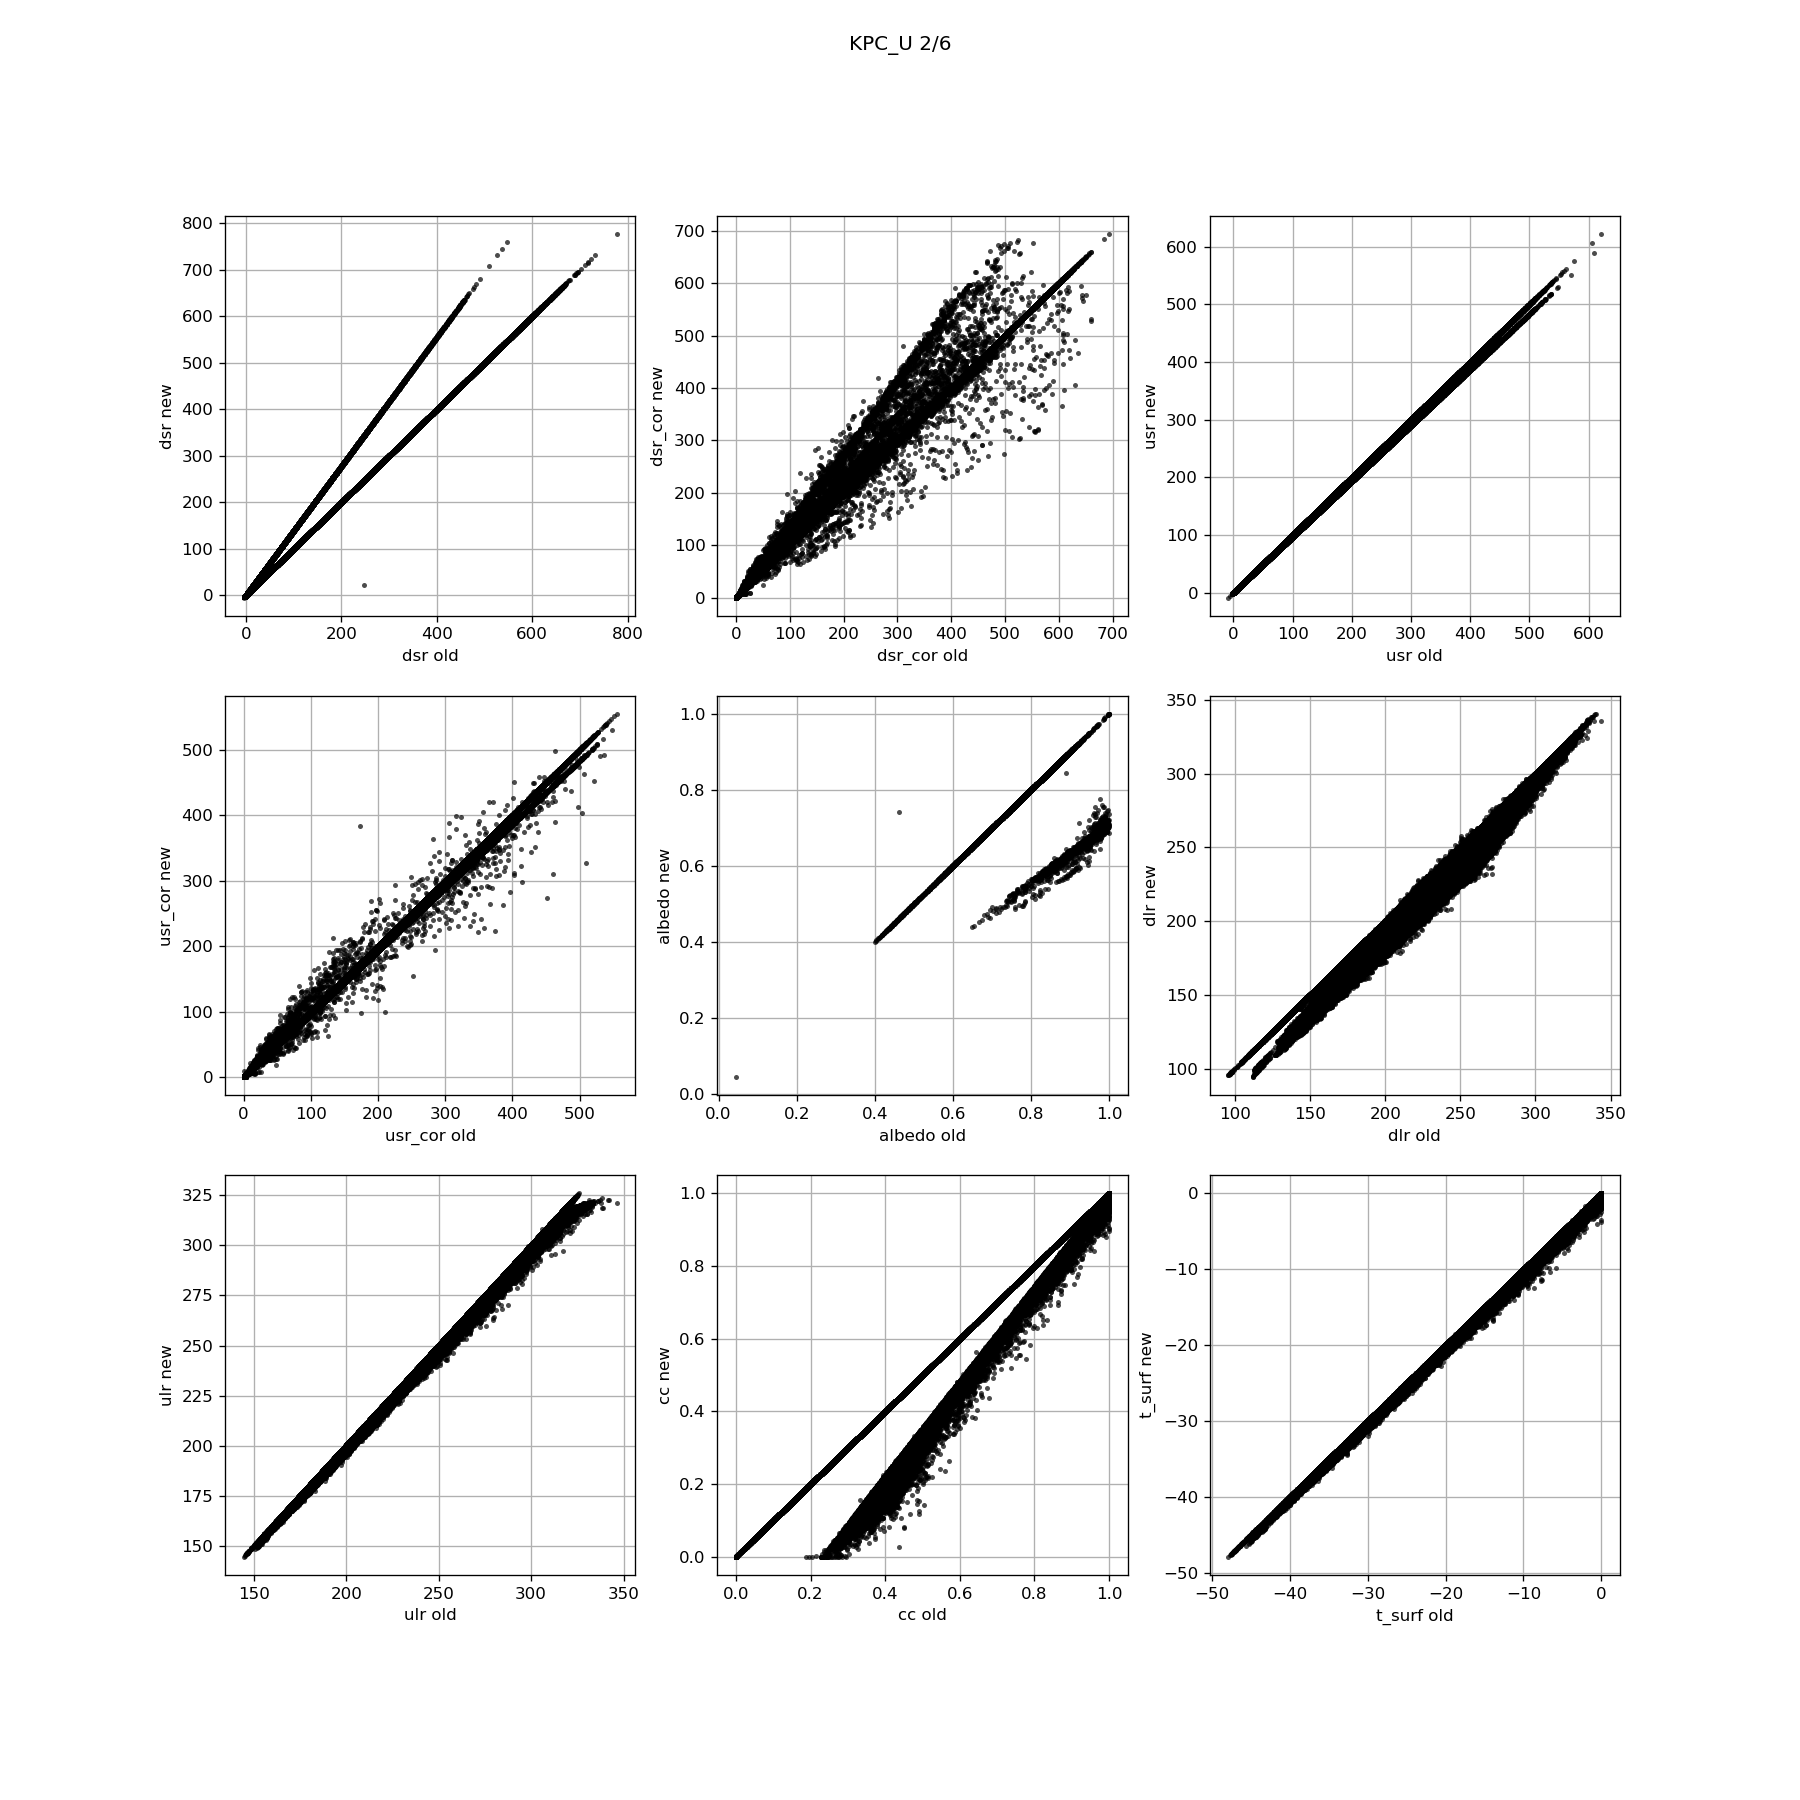 KPC_U 2/6
800
700
600
500
400
300
200
100
0
dsr new
0 200 400 600 800
dsr old
700
600
500
400
300
200
100
0
dsr_cor new
0 100 200 300 400 500 600 700
dsr_cor old
600
500
400
300
200
100
0
usr new
0 100 200 300 400 500 600
usr old
500
400
300
200
100
0
usr_cor new
0 100 200 300 400 500
usr_cor old
1.0
0.8
0.6
0.4
0.2
0.0
albedo new
0.0 0.2 0.4 0.6 0.8 1.0
albedo old
350
300
250
200
150
100
dlr new
100 150 200 250 300 350
dlr old
325
300
275
250
225
200
175
150
ulr new
150 200 250 300 350
ulr old
1.0
0.8
0.6
0.4
0.2
0.0
cc new
0.0 0.2 0.4 0.6 0.8 1.0
cc old
0
−10
−20
−30
−40
−50
t_surf new
−50 −40 −30 −20 −10 0
t_surf old